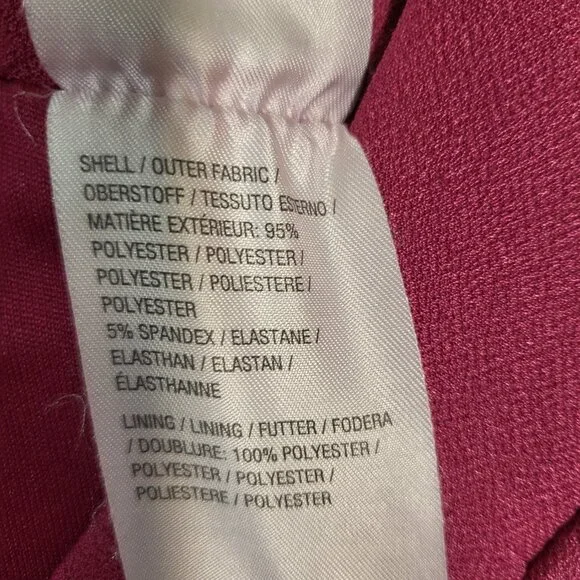 SHELL / OUTER FABRIC /
OBERSTOFF / TESSUTO ESTERNO /
MATIÈRE EXTÉRIEUR: 95%
POLYESTER / POLYESTER /
POLYESTER / POLIESTERE /
POLYESTER
5% SPANDEX / ELASTANE /
ELASTHAN / ELASTAN /
ÉLASTHANNE
LINING / LINING / FUTTER / FODERA
/ DOUBLURE: 100% POLYESTER /
POLYESTER / POLYESTER /
POLIESTERE / POLYESTER